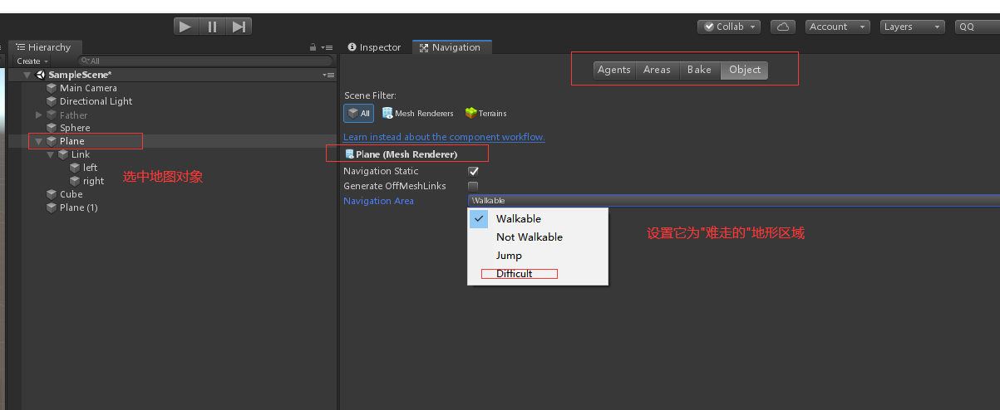 Collab
Account
Layers
QQ
Hierarchy
Inspector
Navigation
Create
All
Agents
Areas
Bake
Object
SampleScene*
Main Camera
Directional Light
Father
Sphere
Plane
Link
left
right
Cube
Plane (1)
选中地图对象
Scene Filter:
All
Mesh Renderers
Terrains
Learn instead about the component workflow.
Plane (Mesh Renderer)
Navigation Static
Generate OffMeshLinks
Navigation Area
Walkable
Walkable
Not Walkable
Jump
Difficult
设置它为"难走的"地形区域